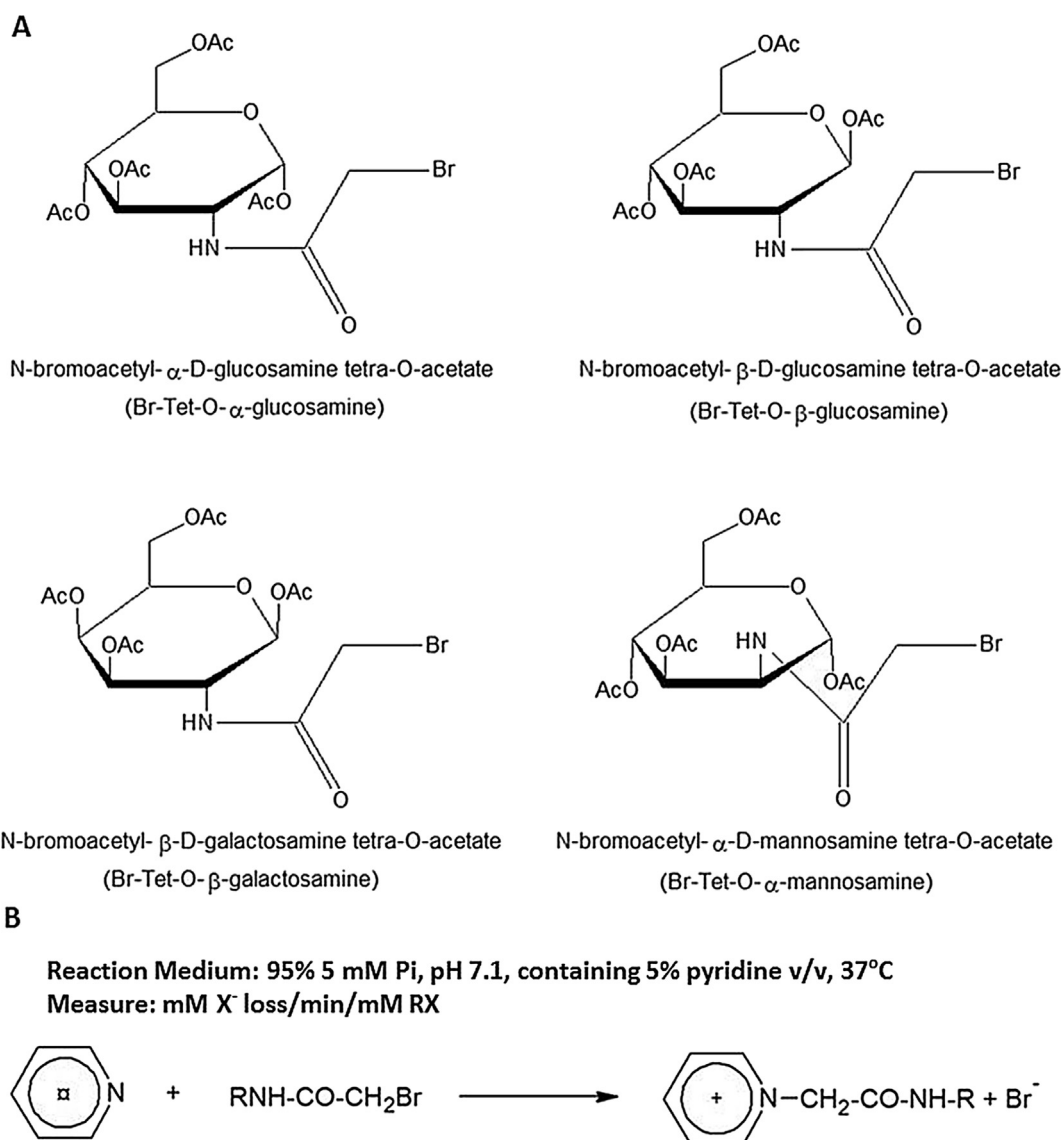 A
OAc
O
OAc
AcO
AcO
Br
HN
O
N-bromoacetyl-α-D-glucosamine tetra-O-acetate
(Br-Tet-O-α-glucosamine)
OAc
O
OAc
OAc
AcO
Br
HN
O
N-bromoacetyl-β-D-glucosamine tetra-O-acetate
(Br-Tet-O-β-glucosamine)
OAc
AcO
O
OAc
OAc
Br
HN
O
N-bromoacetyl-β-D-galactosamine tetra-O-acetate
(Br-Tet-O-β-galactosamine)
OAc
O
OAc
HN
Br
AcO
OAc
O
N-bromoacetyl-α-D-mannosamine tetra-O-acetate
(Br-Tet-O-α-mannosamine)
B
Reaction Medium: 95% 5 mM Pi, pH 7.1, containing 5% pyridine v/v, 37°C
Measure: mM X⁻ loss/min/mM RX
¤ N + RNH-CO-CH₂Br + N-CH₂-CO-NH-R + Br⁻